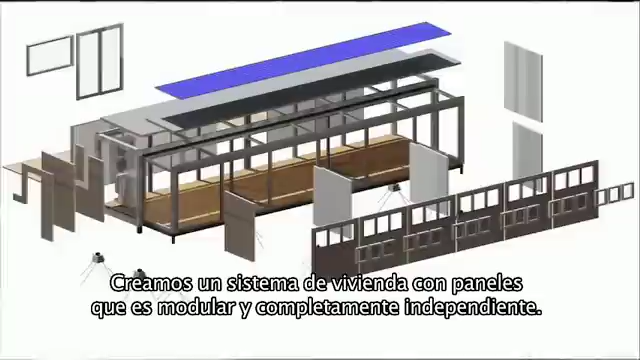 Creamos un sistema de vivienda con paneles
que es modular y completamente independiente.